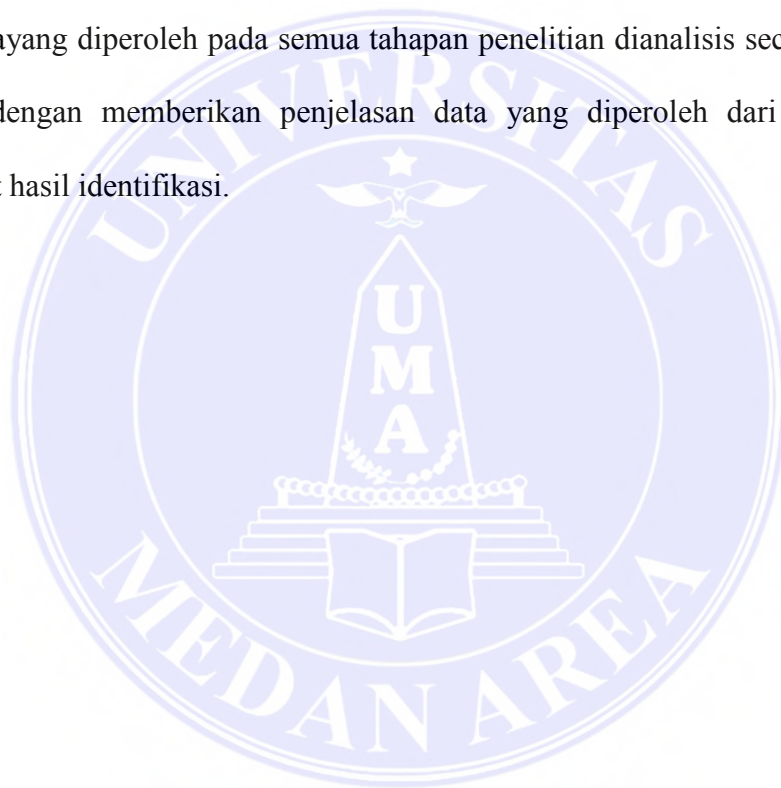 ayang diperoleh pada semua tahapan penelitian dianalisis sec
dengan memberikan penjelasan data yang diperoleh dari
t hasil identifikasi.
UNIVERSITAS
UMA
MEDAN AREA